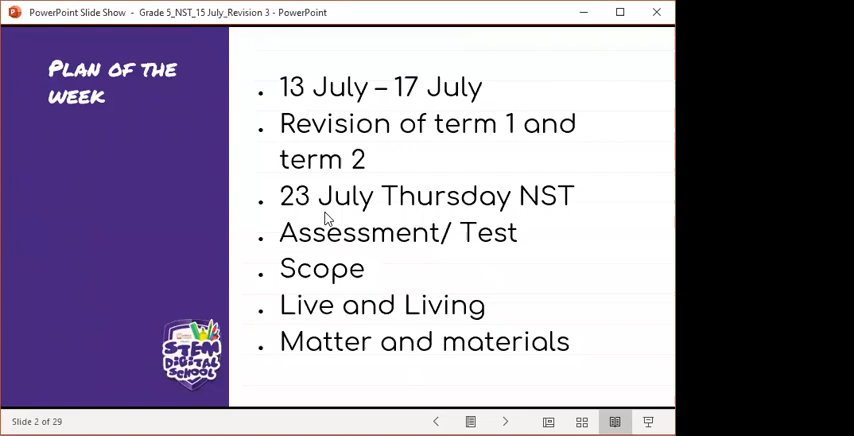 PowerPoint Slide Show - Grade 5_NST_15 July_Revision 3 - PowerPoint
PLAN OF THE
WEEK
• 13 July – 17 July
• Revision of term 1 and
term 2
• 23 July Thursday NST
• Assessment/ Test
• Scope
• Live and Living
• Matter and materials
STEM
DIGITAL
SCHOOL
Slide 2 of 29